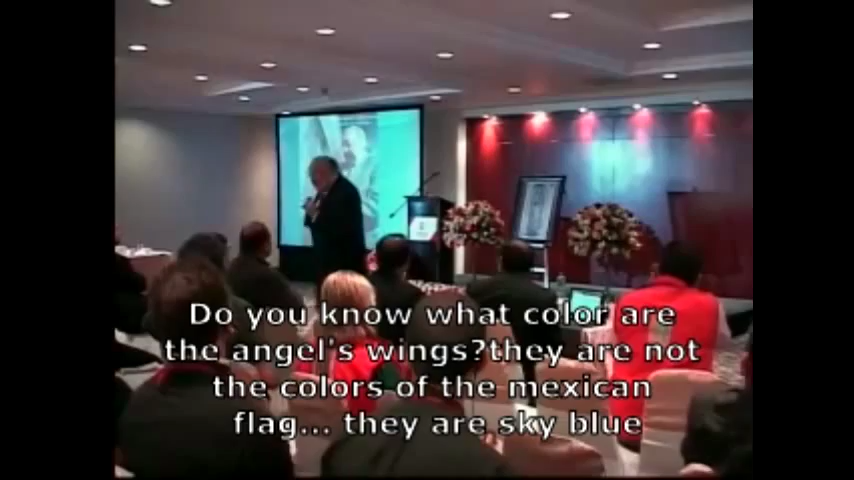 Do you know what color are
the angel's wings?they are not
the colors of the mexican
flag... they are sky blue